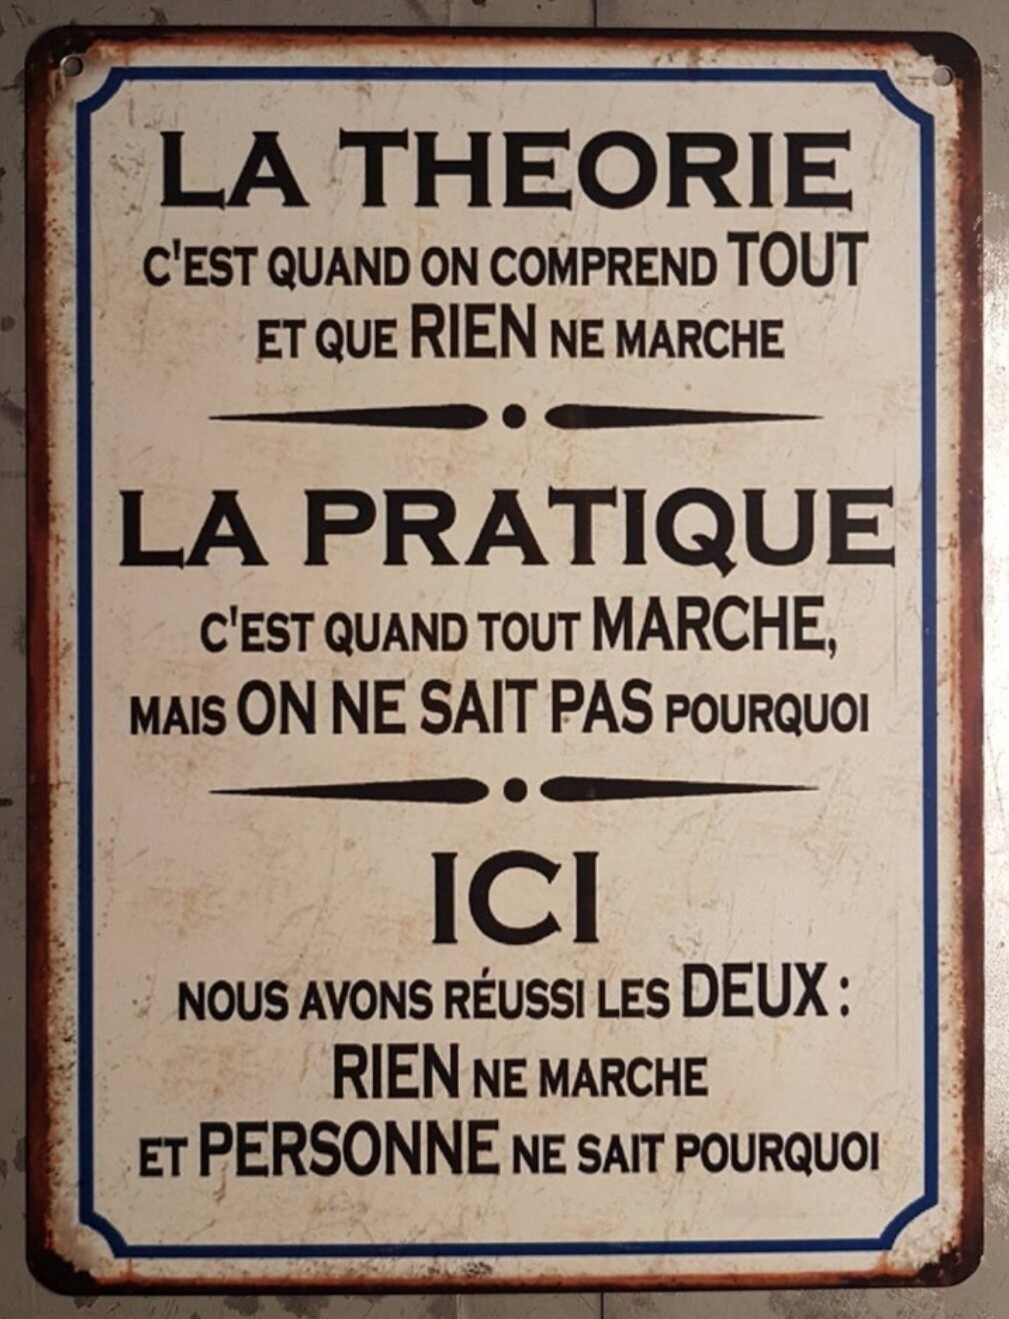 LA THEORIE
C'EST QUAND ON COMPREND TOUT
ET QUE RIEN NE MARCHE
LA PRATIQUE
C'EST QUAND TOUT MARCHE,
MAIS ON NE SAIT PAS POURQUOI
ICI
NOUS AVONS RÉUSSI LES DEUX :
RIEN NE MARCHE
ET PERSONNE NE SAIT POURQUOI